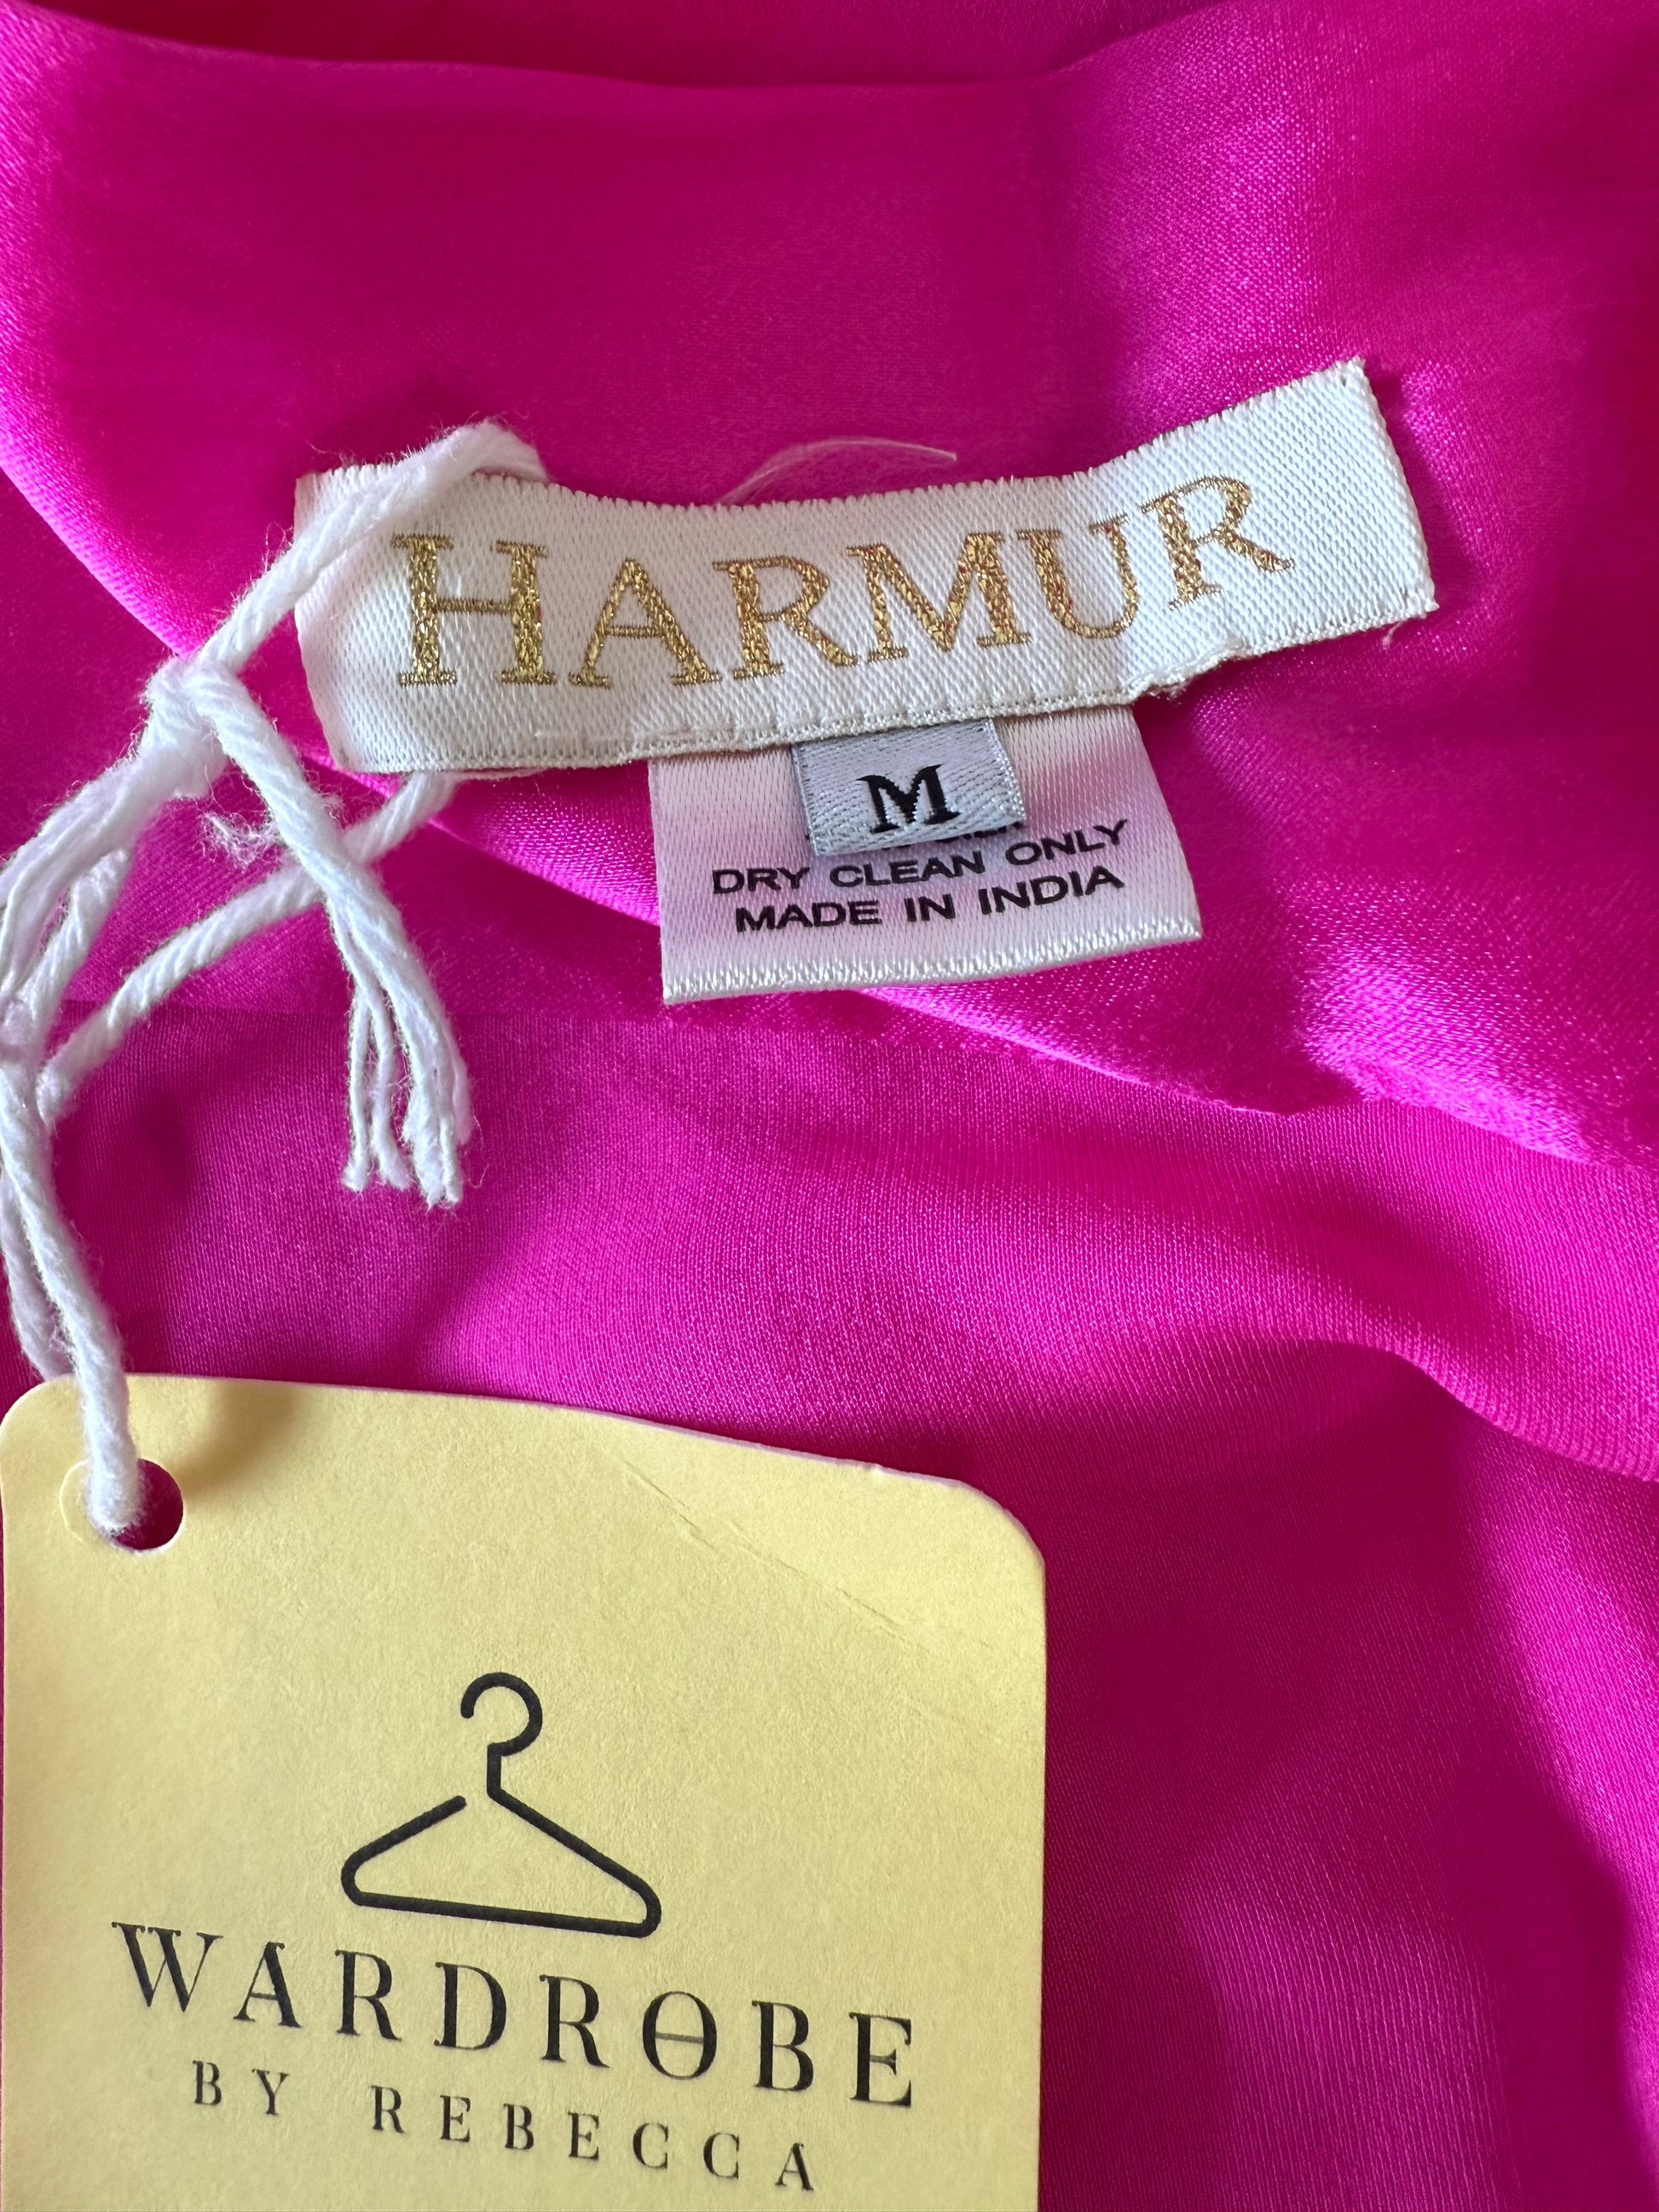 HARMUR
M
DRY CLEAN ONLY
MADE IN INDIA
WARDROBE
BY REBECCA